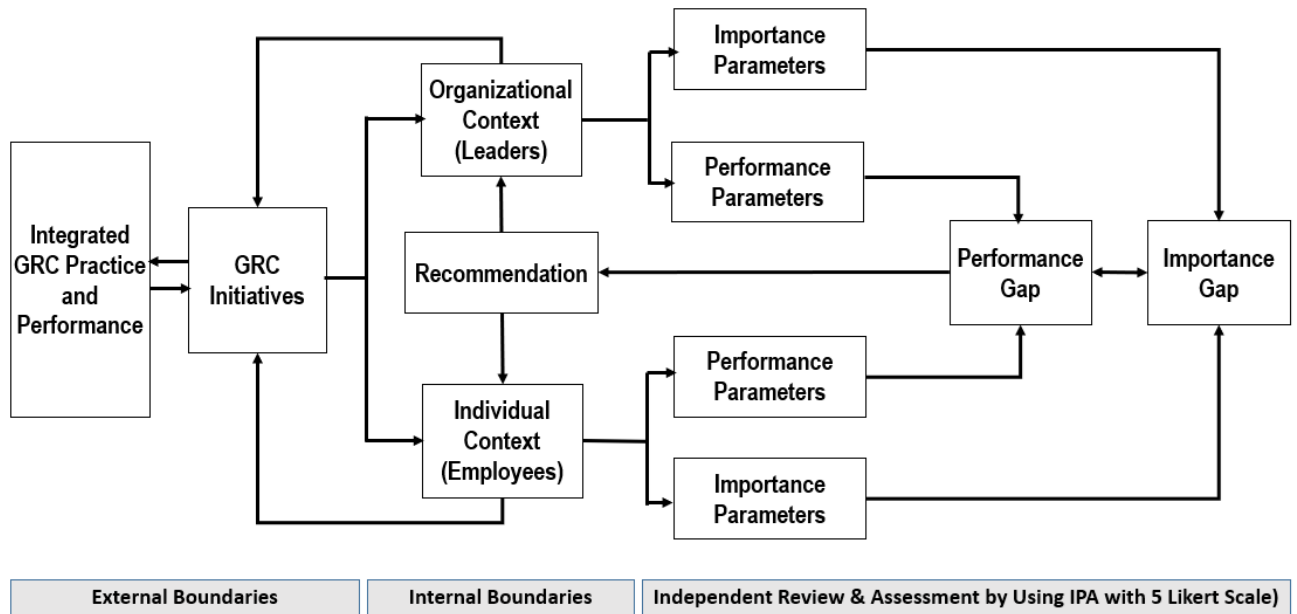 Integrated
GRC Practice
and
Performance
GRC
Initiatives
Organizational
Context
(Leaders)
Recommendation
Individual
Context
(Employees)
Importance
Parameters
Performance
Parameters
Performance
Parameters
Importance
Parameters
Performance
Gap
Importance
Gap
External Boundaries
Internal Boundaries
Independent Review & Assessment by Using IPA with 5 Likert Scale)